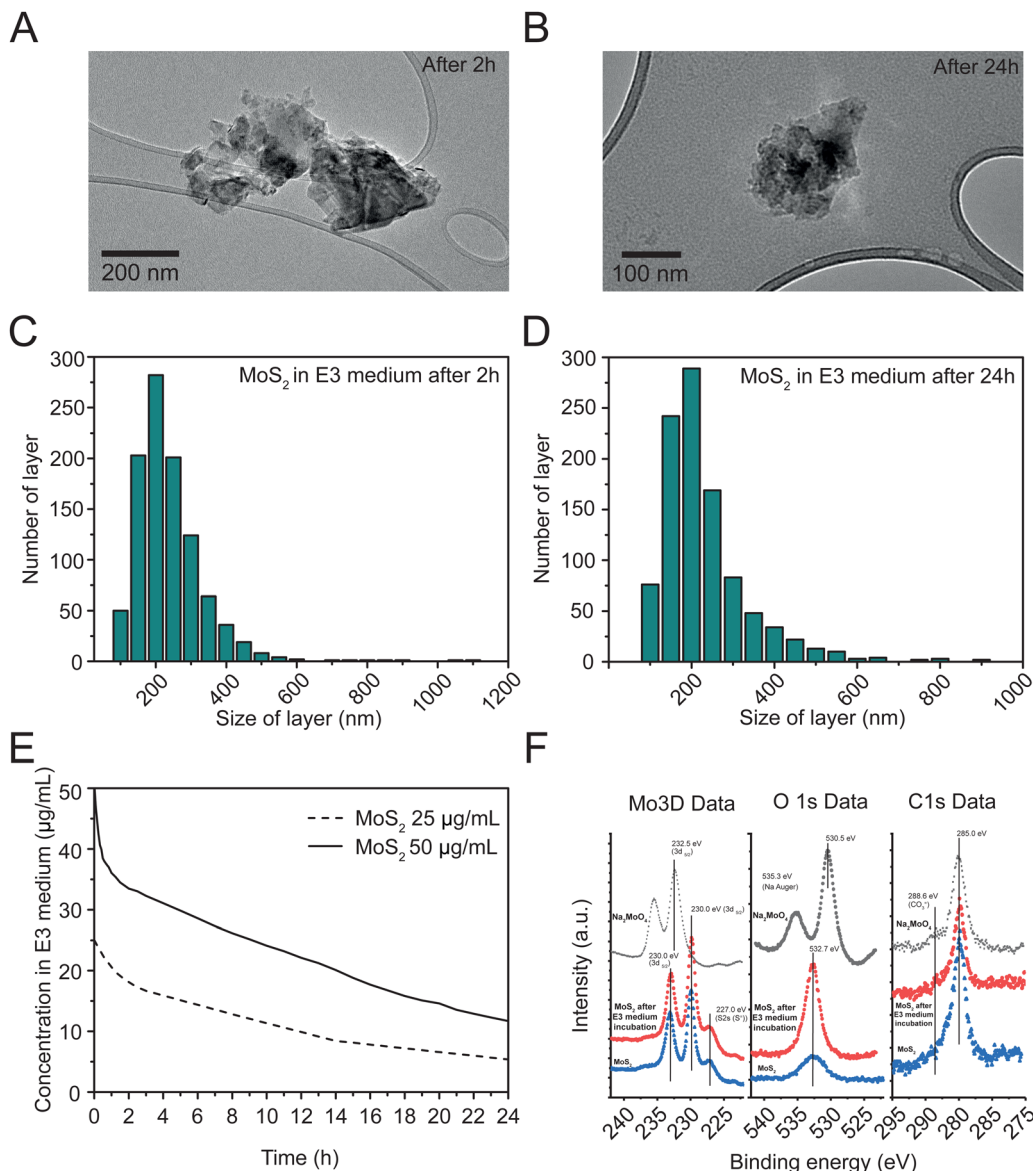 A
After 2h
200 nm
B
After 24h
100 nm
C
MoS₂ in E3 medium after 2h
Number of layer
300
250
200
150
100
50
0
200
400
600
800
1000
1200
Size of layer (nm)
D
MoS₂ in E3 medium after 24h
Number of layer
300
250
200
150
100
50
0
200
400
600
800
1000
Size of layer (nm)
E
Concentration in E3 medium (µg/mL)
50
40
30
20
10
0
MoS₂ 25 µg/mL
MoS₂ 50 µg/mL
0
2
4
6
8
10
12
14
16
18
20
22
24
Time (h)
F
Intensity (a.u.)
Mo3D Data
232.5 eV
(3d 5/2)
Na₂MoO₄
230.0 eV (3d 5/2)
230.0 eV
(3d 5/2)
MoS₂ after
E3 medium
incubation
227.0 eV
MoS₂
240
235
230
225
O 1s Data
530.5 eV
535.3 eV
(Na Auger)
Na₂MoO₄
532.7 eV
MoS₂ after
E3 medium
incubation
MoS₂
540
535
530
525
C1s Data
285.0 eV
288.6 eV
Na₂MoO₄
MoS₂ after
E3 medium
incubation
MoS₂
295
290
280
285
275
Binding energy (eV)